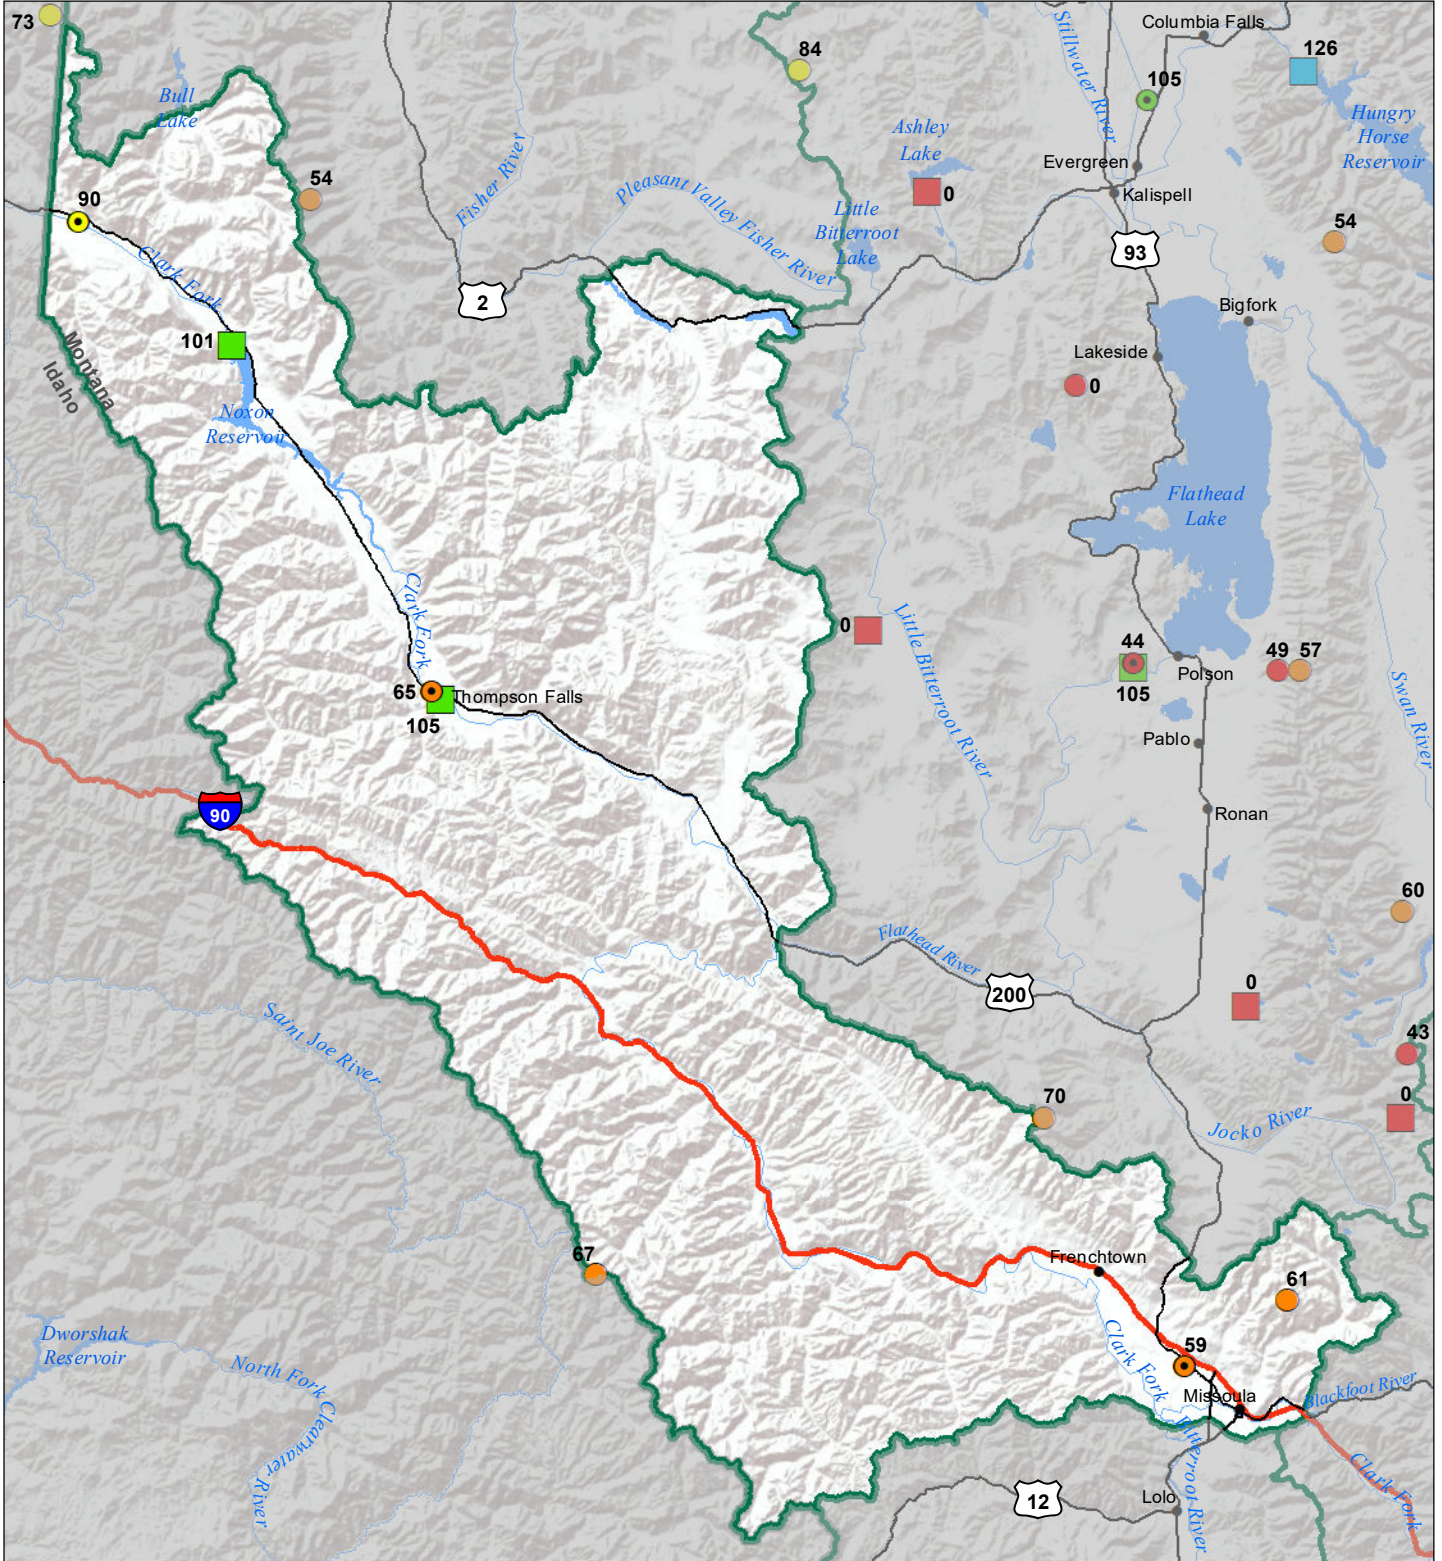 73
Bull
Lake
84
Stillwater River
Columbia Falls
126
105
Hungry
Horse
Reservoir
Ashley
Lake
0
Evergreen
Kalispell
54
90
Fisher River
Pleasant Valley Fisher River
Little
Bitterroot
Lake
93
54
Clark Fork
2
Bigfork
101
Lakeside
0
Montana
Idaho
Noxon
Reservoir
Flathead
Lake
Clark Fork
Little Bitterroot River
0
44
105
49
57
Polson
Swan River
65
105
Thompson Falls
Pablo
90
Ronan
60
Flathead River
200
0
Saint Joe River
43
0
70
Jocko River
67
Frenchtown
61
59
Clark Fork
Missoula
Blackfoot River
Dworshak
Reservoir
North Fork Clearwater
River
Bitterroot River
Clark Fork
12
Lolo